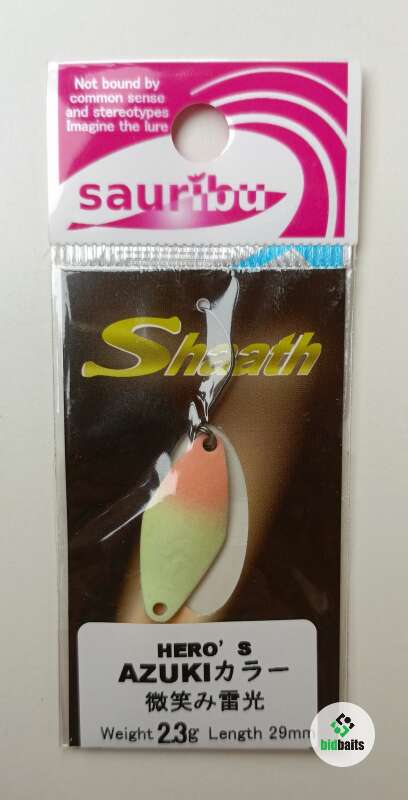 Not bound by
common sense
and stereotypes
Imagine the lure
sauribu
Sheath
HERO'S
AZUKIカラー
微笑み雷光
Weight 2.3g Length 29mm
bidbaits